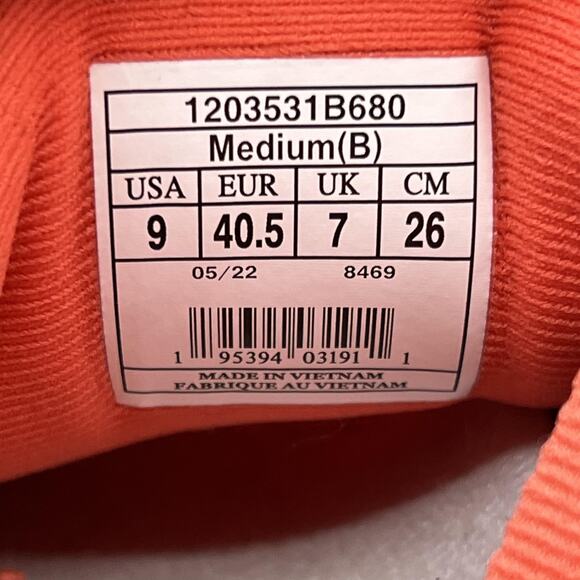 1203531B680
Medium(B)
USA EUR UK CM
9 40.5 7 26
05/22 8469
1 95394 03191 1
MADE IN VIETNAM
FABRIQUE AU VIETNAM